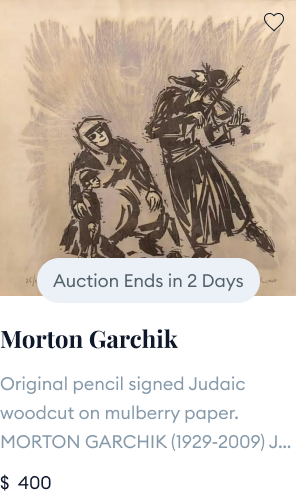 Auction Ends in 2 Days
Morton Garchik
Original pencil signed Judaic
woodcut on mulberry paper.
MORTON GARCHIK (1929-2009) J...
$ 400